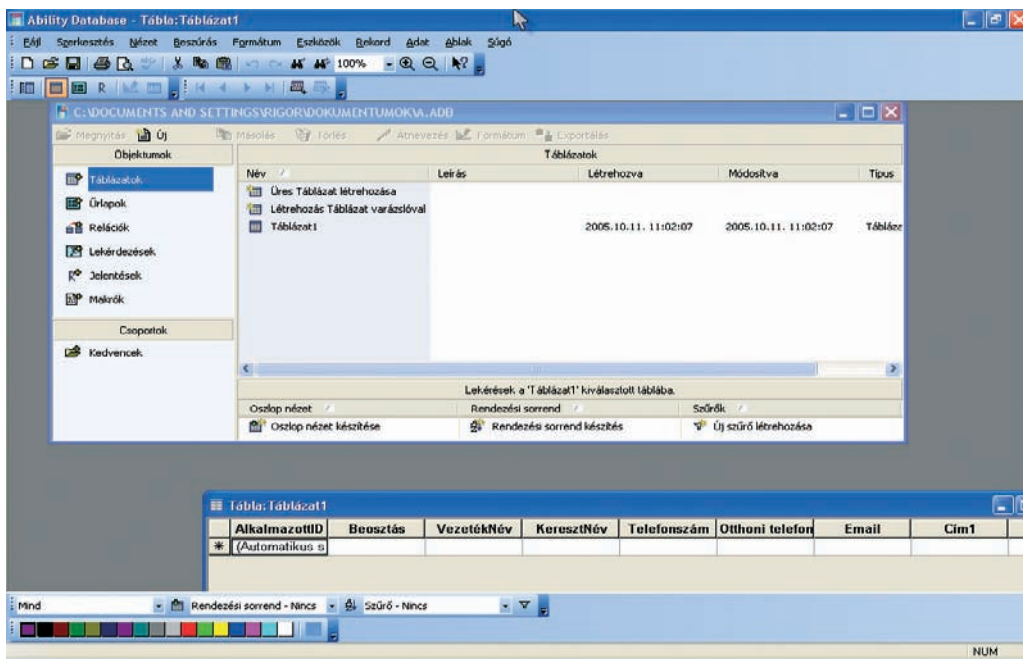 Ability Database - Tábla:Táblázat1
Fájl Szerkesztés Nézet Beszúrás Formátum Eszközök Rekord Adat Ablak Súgó
100%
R
C:\DOCUMENTS AND SETTINGS\RIGOR\DOKUMENTUMOK\A.ADB
Megnyitás Új Másolás Törlés Átnevezés Formátum Exportálás
Objektumok
Táblázatok
Űrlapok
Relációk
Lekérdezések
Jelentések
Makrók
Csoportok
Kedvencek
Táblázatok
Név Leírás Létrehozva Módosítva Típus
Üres Táblázat létrehozása
Létrehozás Táblázat varázslóval
Táblázat1 2005.10.11. 11:02:07 2005.10.11. 11:02:07 Tábláze
Lekérések a 'Táblázat1' kiválasztott táblába.
Oszlop nézet Rendezési sorrend Szűrők
Oszlop nézet készítése Rendezési sorrend készítés Új szűrő létrehozása
Tábla:Táblázat1
AlkalmazottID Beosztás VezetékNév KeresztNév Telefonszám Otthoni telefon Email Cím1
(Automatikus s
Mind Rendezési sorrend - Nincs Szűrő - Nincs
NUM